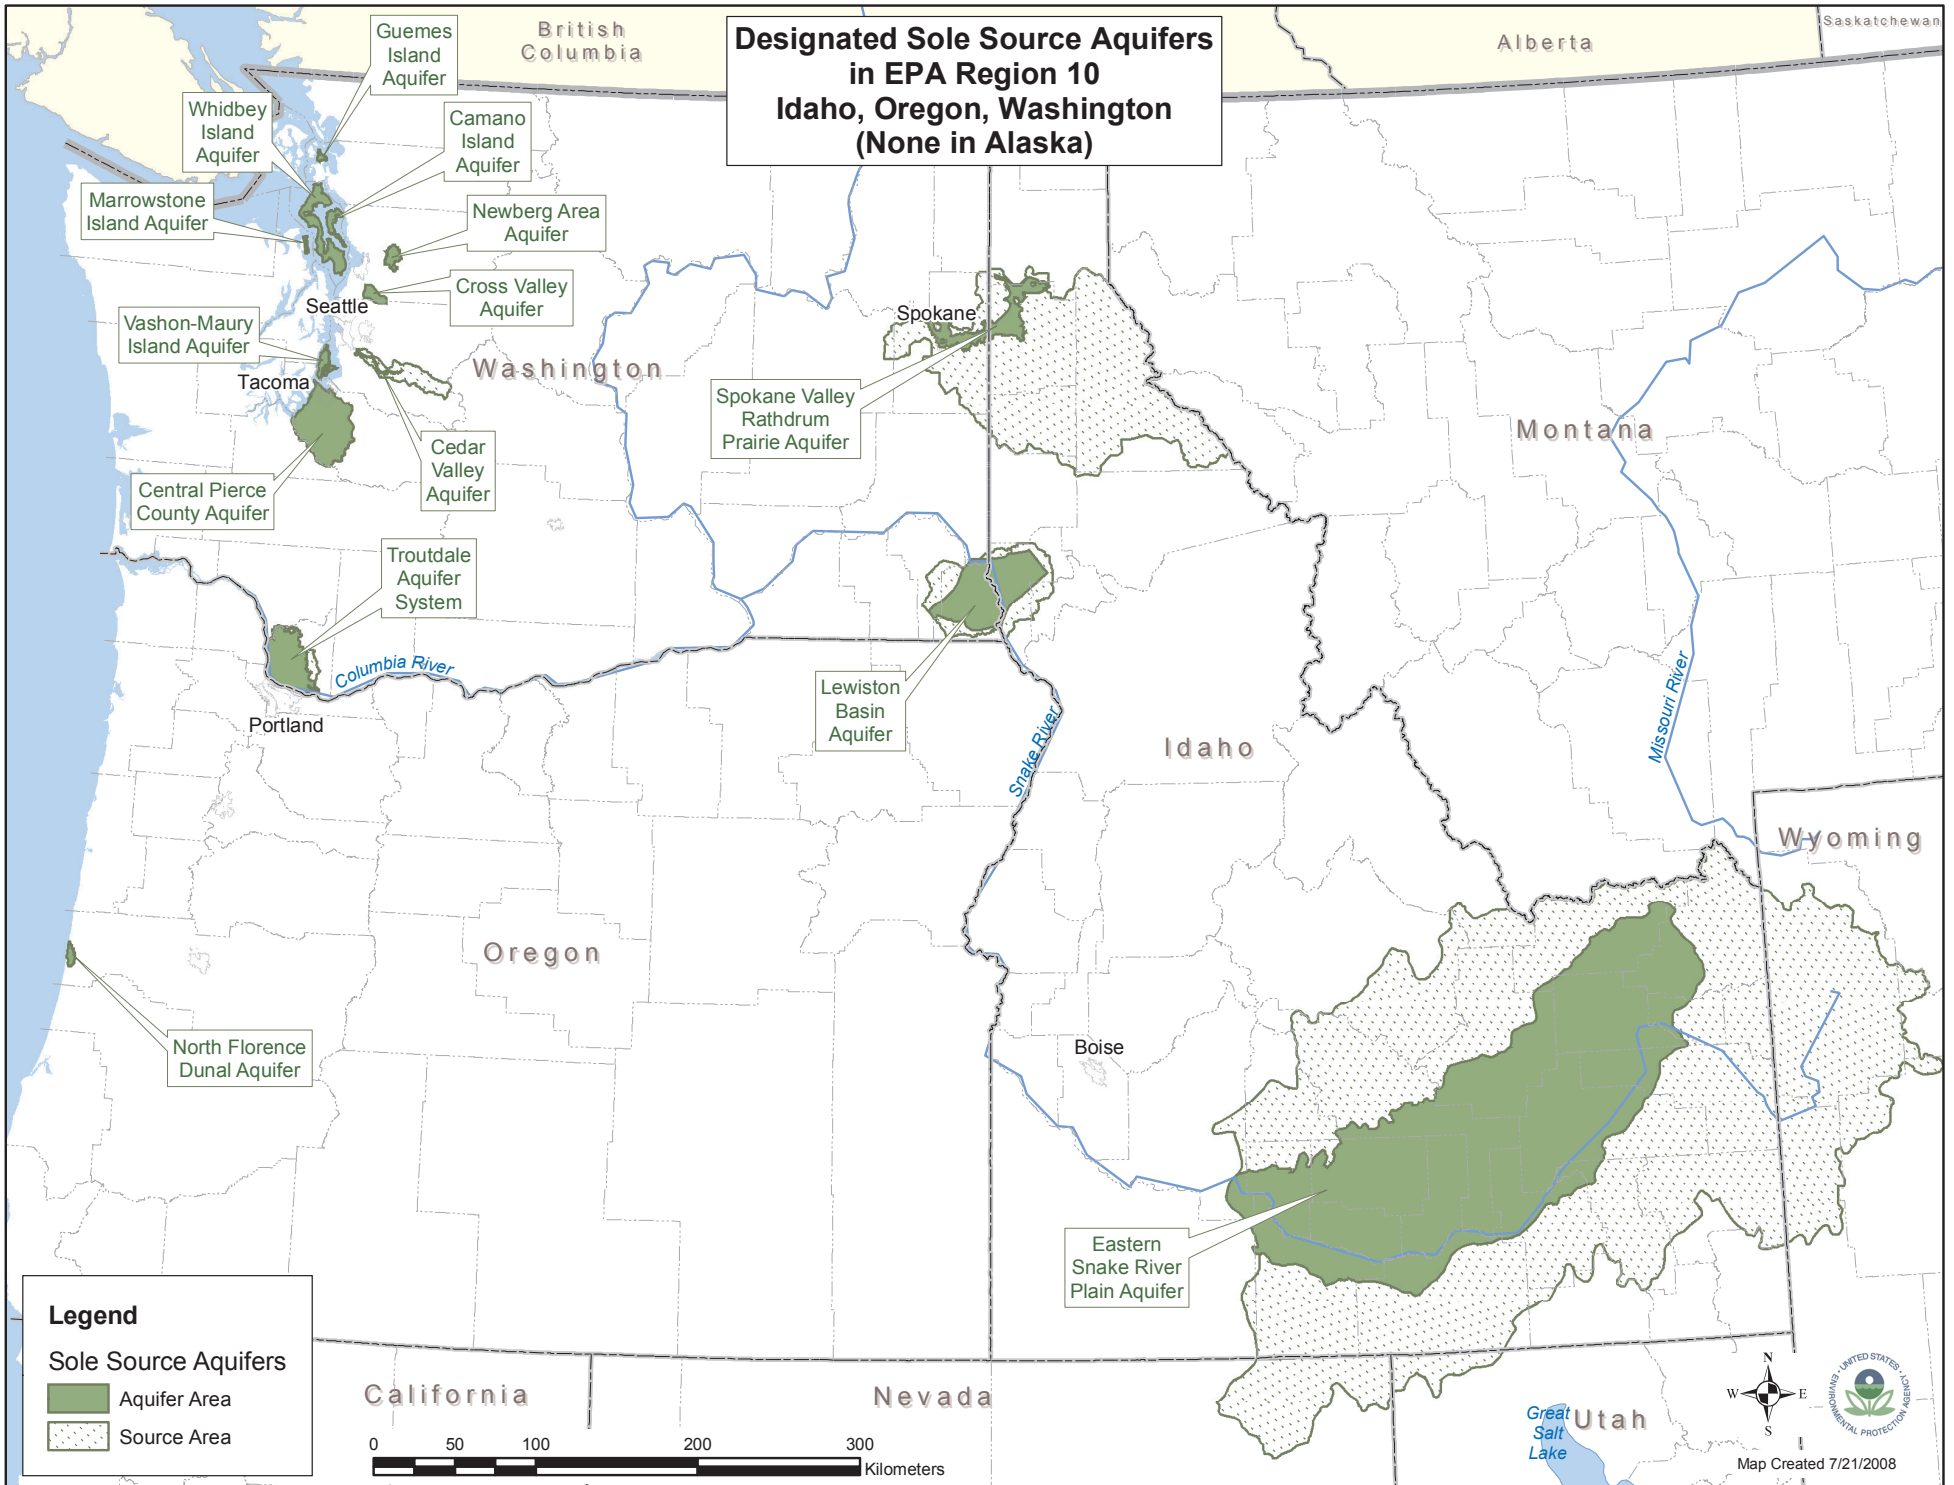 Designated Sole Source Aquifers
in EPA Region 10
Idaho, Oregon, Washington
(None in Alaska)
British
Columbia
Alberta
Saskatchewan
Guemes
Island
Aquifer
Whidbey
Island
Aquifer
Camano
Island
Aquifer
Marrowstone
Island Aquifer
Newberg Area
Aquifer
Cross Valley
Aquifer
Seattle
Vashon-Maury
Island Aquifer
Tacoma
Washington
Spokane
Spokane Valley
Rathdrum
Prairie Aquifer
Montana
Cedar
Valley
Aquifer
Central Pierce
County Aquifer
Troutdale
Aquifer
System
Columbia River
Portland
Lewiston
Basin
Aquifer
Snake River
Idaho
Missouri River
Wyoming
Oregon
North Florence
Dunal Aquifer
Boise
Eastern
Snake River
Plain Aquifer
Legend
Sole Source Aquifers
Aquifer Area
Source Area
California
Nevada
Utah
Great
Salt
Lake
0 50 100 200 300
Kilometers
N
W E
S
UNITED STATES
ENVIRONMENTAL PROTECTION AGENCY
Map Created 7/21/2008